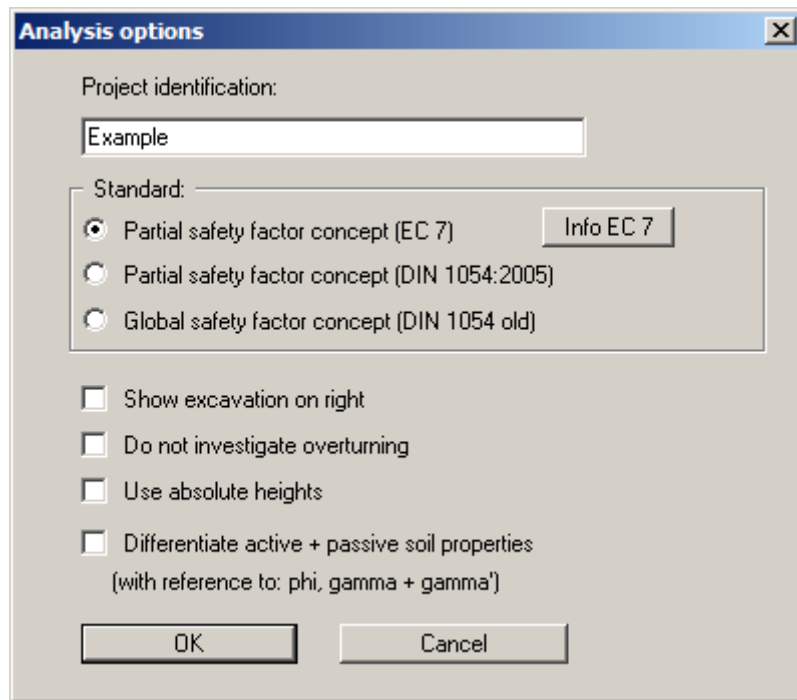 Analysis options
Project identification:
Example
Standard:
Partial safety factor concept (EC 7)
Info EC 7
Partial safety factor concept (DIN 1054:2005)
Global safety factor concept (DIN 1054 old)
Show excavation on right
Do not investigate overturning
Use absolute heights
Differentiate active + passive soil properties
(with reference to: phi, gamma + gamma')
OK
Cancel